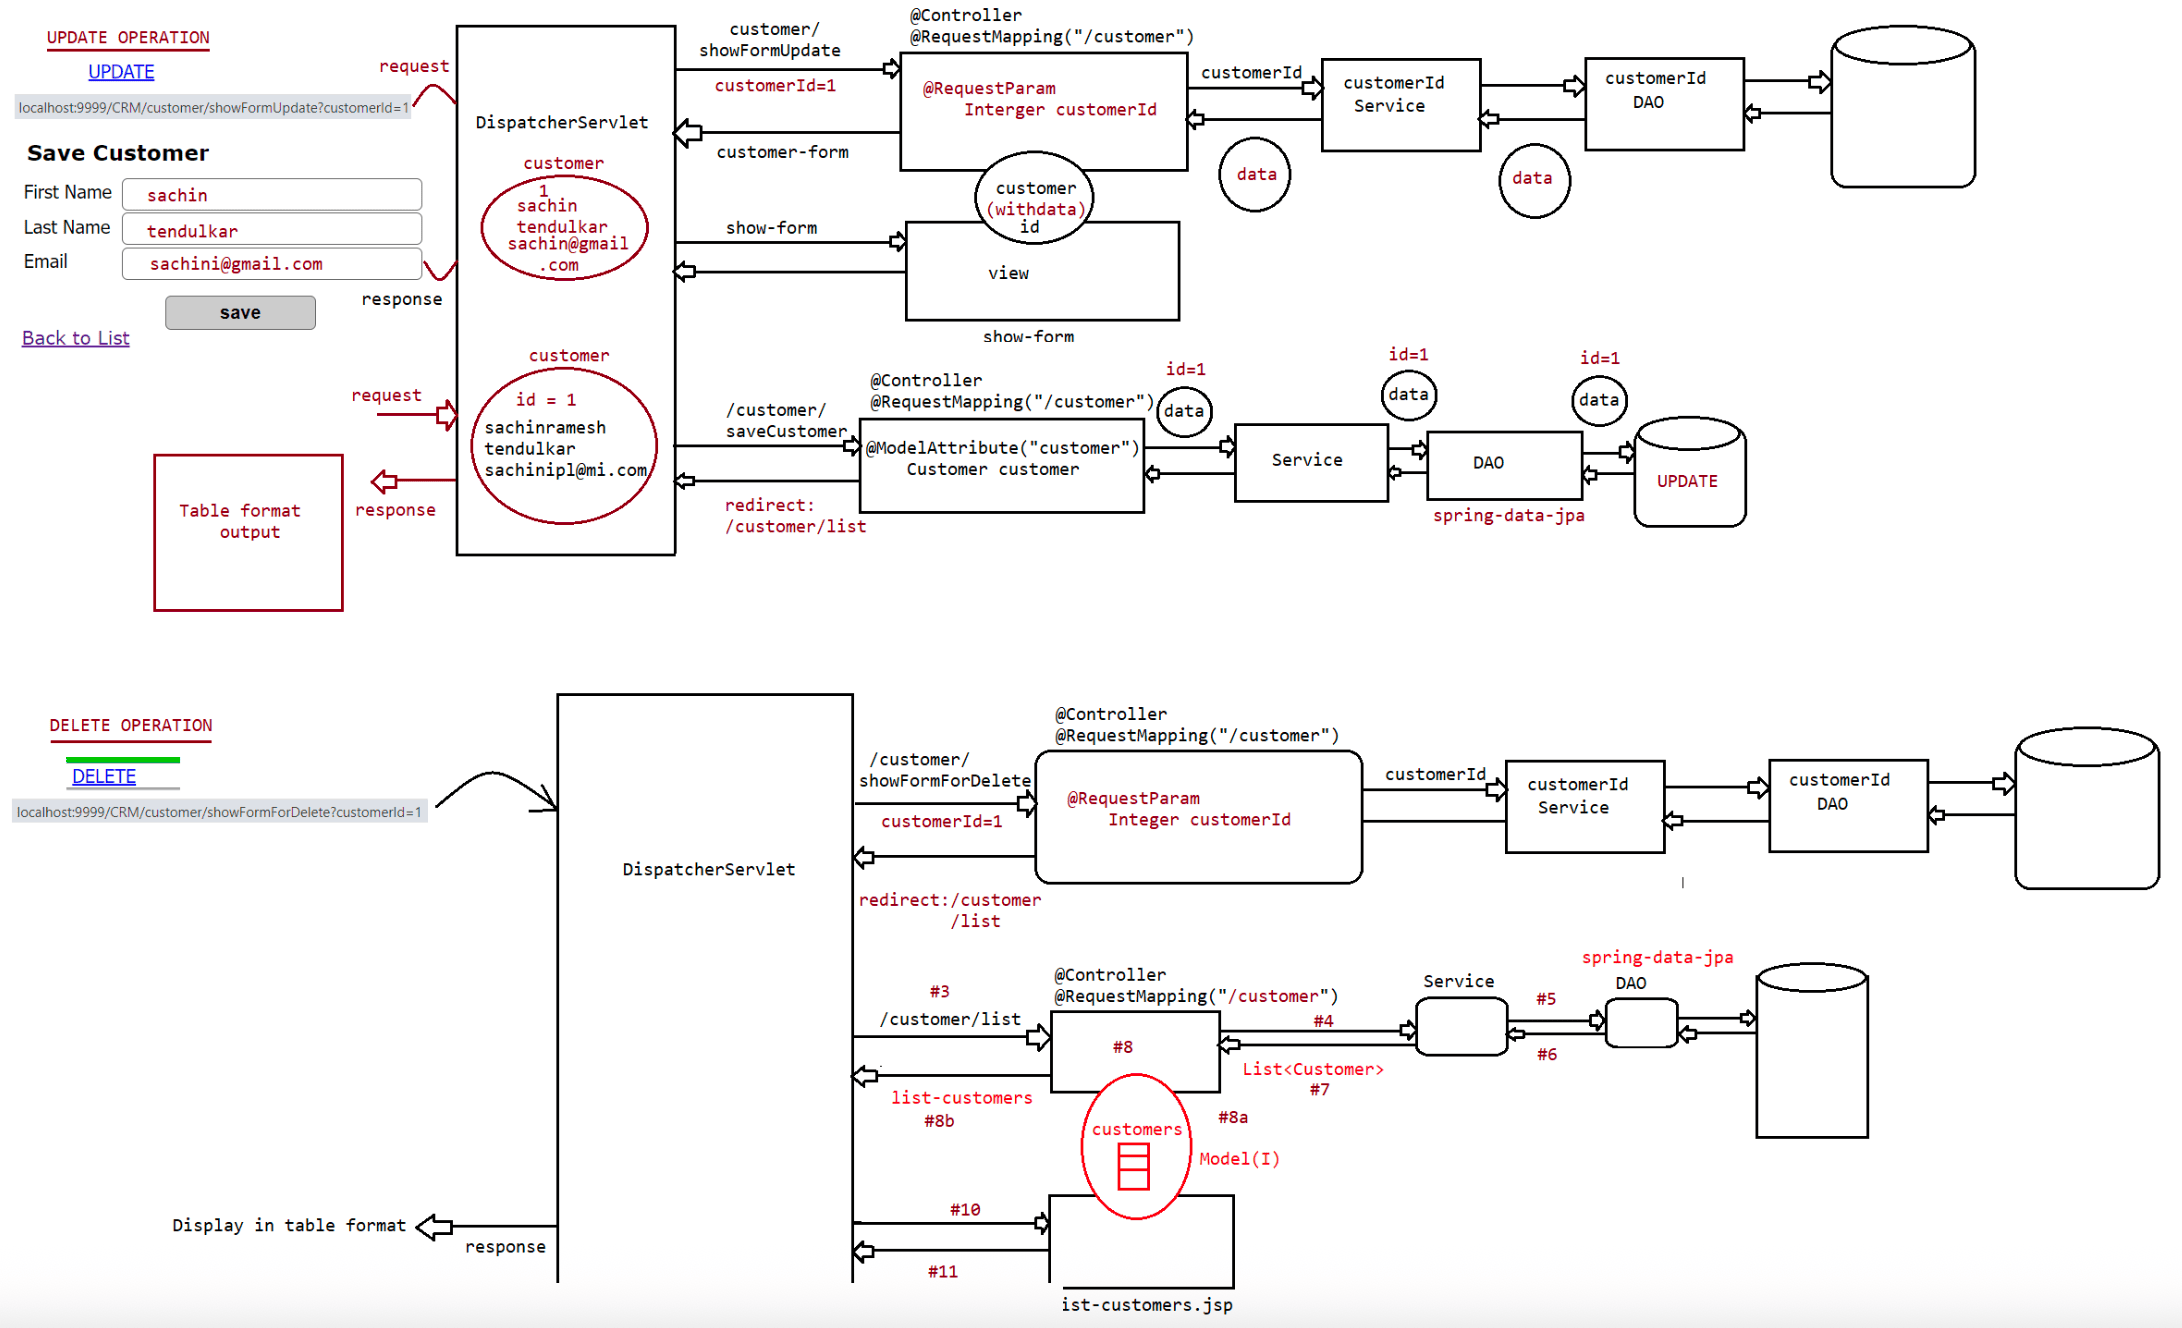 UPDATE OPERATION
UPDATE
localhost:9999/CRM/customer/showFormUpdate?customerId=1
request
Save Customer
First Name
sachin
Last Name
tendulkar
Email
sachini@gmail.com
save
Back to List
response
DispatcherServlet
customer
1
sachin
tendulkar
sachin@gmail
.com
customer/
showFormUpdate
customerId=1
customer-form
@Controller
@RequestMapping("/customer")
@RequestParam
Interger customerId
customerId
customerId
Service
customerId
DAO
data
data
customer
(withdata)
id
show-form
view
show-form
request
customer
id = 1
sachinramesh
tendulkar
sachinipl@mi.com
response
Table format
output
/customer/
saveCustomer
redirect:
/customer/list
@Controller
@RequestMapping("/customer")
@ModelAttribute("customer")
Customer customer
id=1
data
Service
id=1
data
DAO
spring-data-jpa
id=1
data
UPDATE
DELETE OPERATION
DELETE
localhost:9999/CRM/customer/showFormForDelete?customerId=1
DispatcherServlet
/customer/
showFormForDelete
customerId=1
redirect:/customer
/list
@Controller
@RequestMapping("/customer")
@RequestParam
Integer customerId
customerId
customerId
Service
customerId
DAO
#3
/customer/list
list-customers
#8b
@Controller
@RequestMapping("/customer")
#8
#4
List<Customer>
#7
#8a
Service
#5
#6
spring-data-jpa
DAO
customers
Model(I)
#10
#11
ist-customers.jsp
Display in table format
response